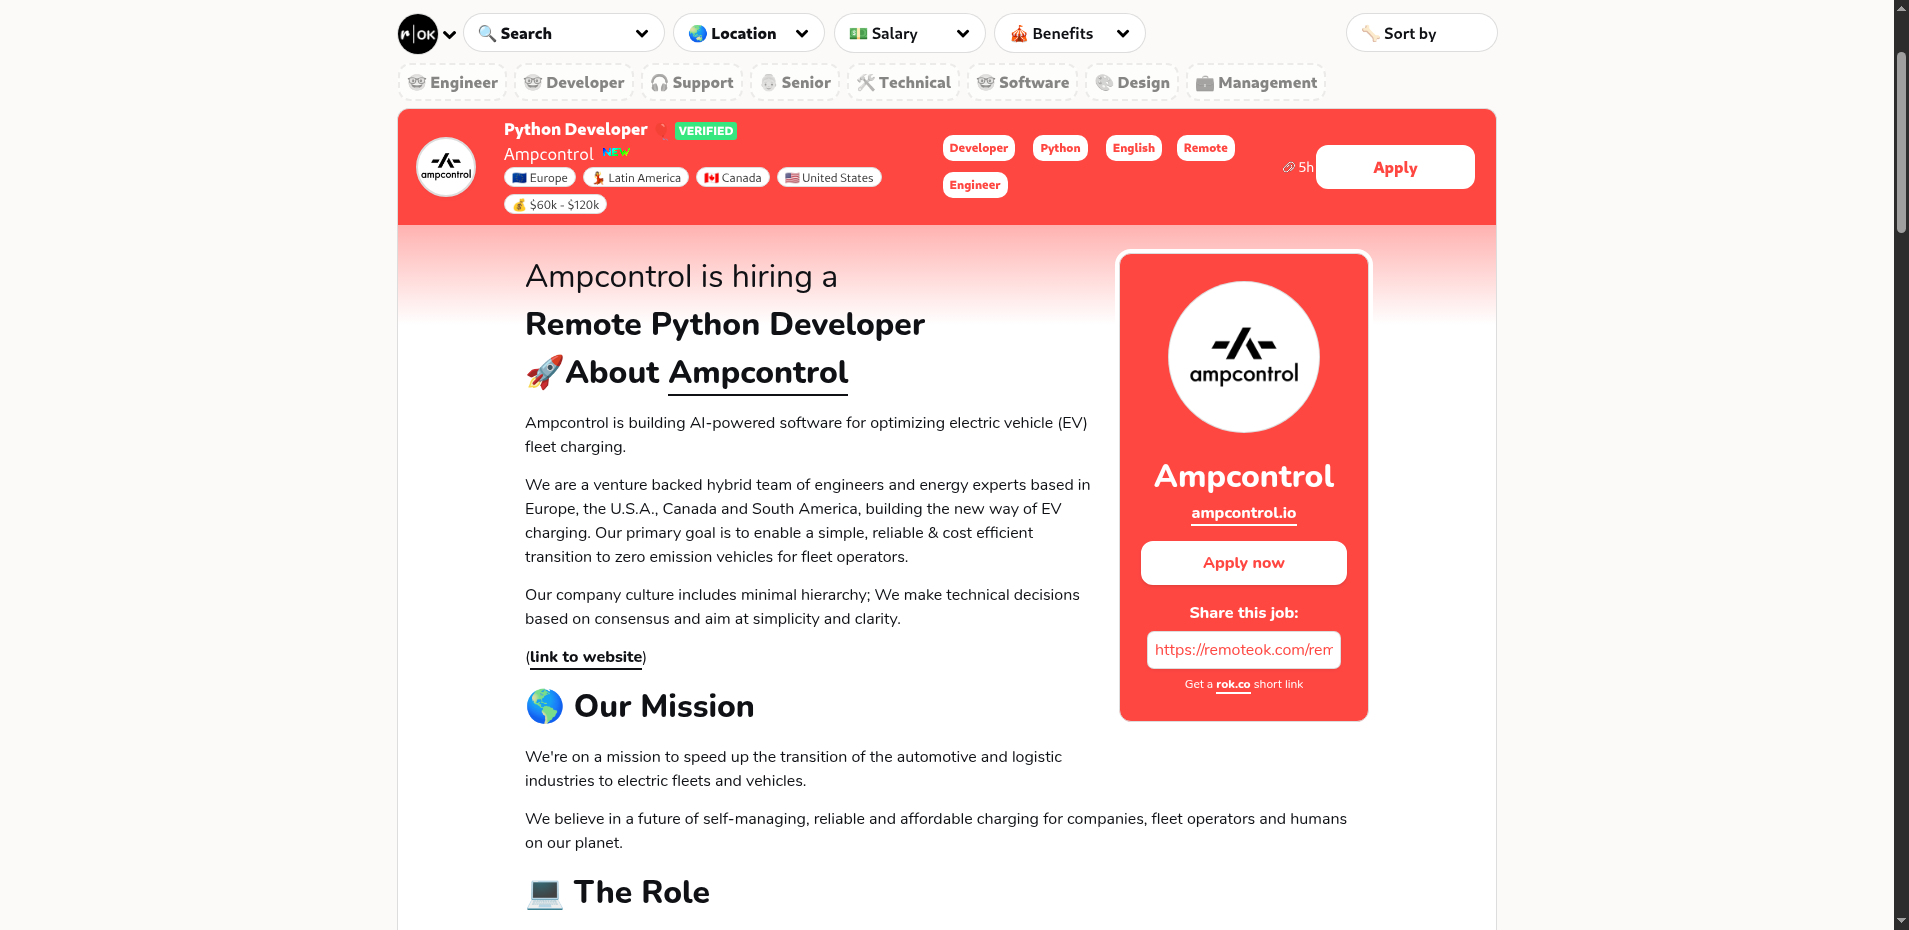 r|OK
Search
Location
Salary
Benefits
Sort by
Engineer
Developer
Support
Senior
Technical
Software
Design
Management
ampcontrol
Python Developer VERIFIED
Ampcontrol NEW
Europe
Latin America
Canada
United States
$60k - $120k
Developer
Python
English
Remote
Engineer
5h
Apply
Ampcontrol is hiring a
Remote Python Developer
About Ampcontrol
Ampcontrol is building AI-powered software for optimizing electric vehicle (EV)
fleet charging.
We are a venture backed hybrid team of engineers and energy experts based in
Europe, the U.S.A., Canada and South America, building the new way of EV
charging. Our primary goal is to enable a simple, reliable & cost efficient
transition to zero emission vehicles for fleet operators.
Our company culture includes minimal hierarchy; We make technical decisions
based on consensus and aim at simplicity and clarity.
(link to website)
Our Mission
We're on a mission to speed up the transition of the automotive and logistic
industries to electric fleets and vehicles.
We believe in a future of self-managing, reliable and affordable charging for companies, fleet operators and humans
on our planet.
The Role
ampcontrol
Ampcontrol
ampcontrol.io
Apply now
Share this job:
https://remoteok.com/rem
Get a rok.co short link